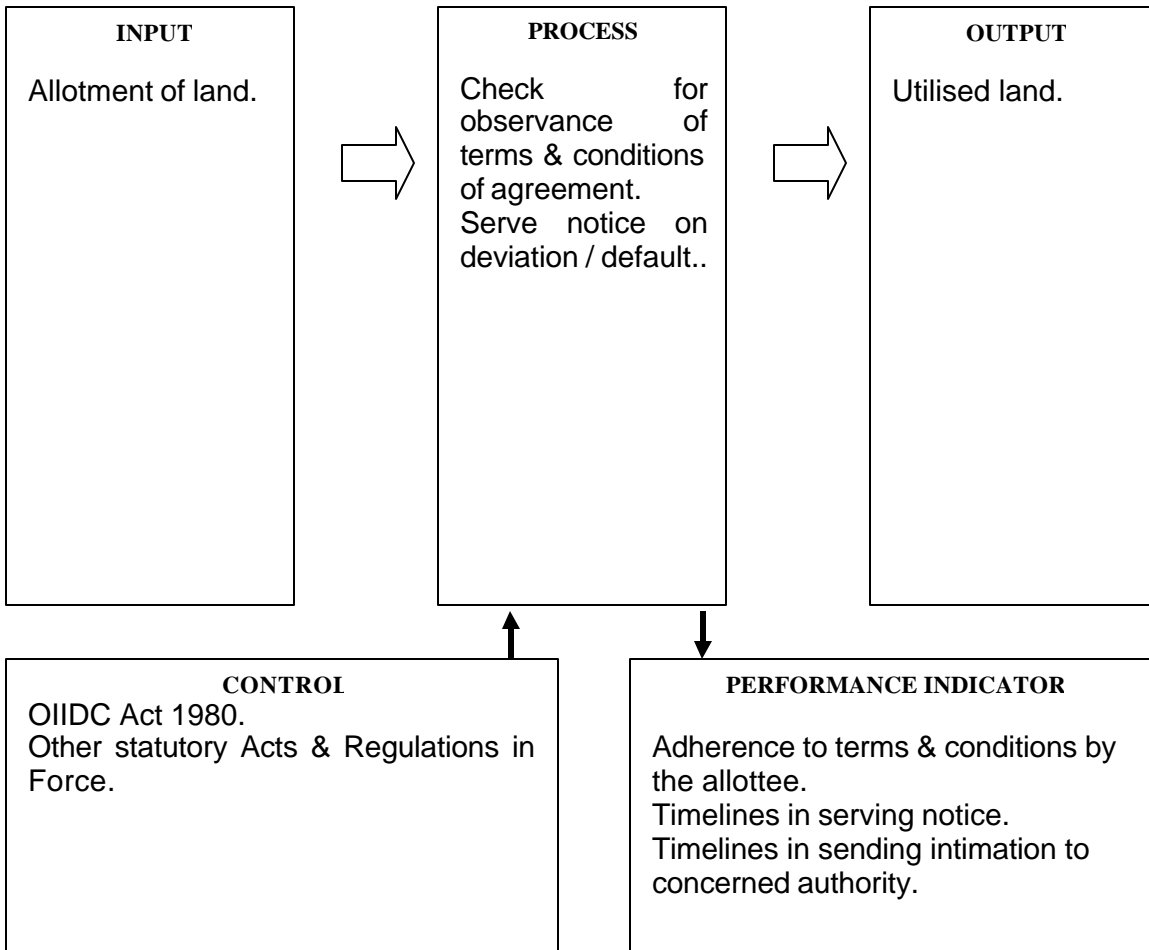 INPUT
Allotment of land.
PROCESS
Check for
observance of
terms & conditions
of agreement.
Serve notice on
deviation / default..
OUTPUT
Utilised land.
CONTROL
OIIDC Act 1980.
Other statutory Acts & Regulations in
Force.
PERFORMANCE INDICATOR
Adherence to terms & conditions by
the allottee.
Timelines in serving notice.
Timelines in sending intimation to
concerned authority.